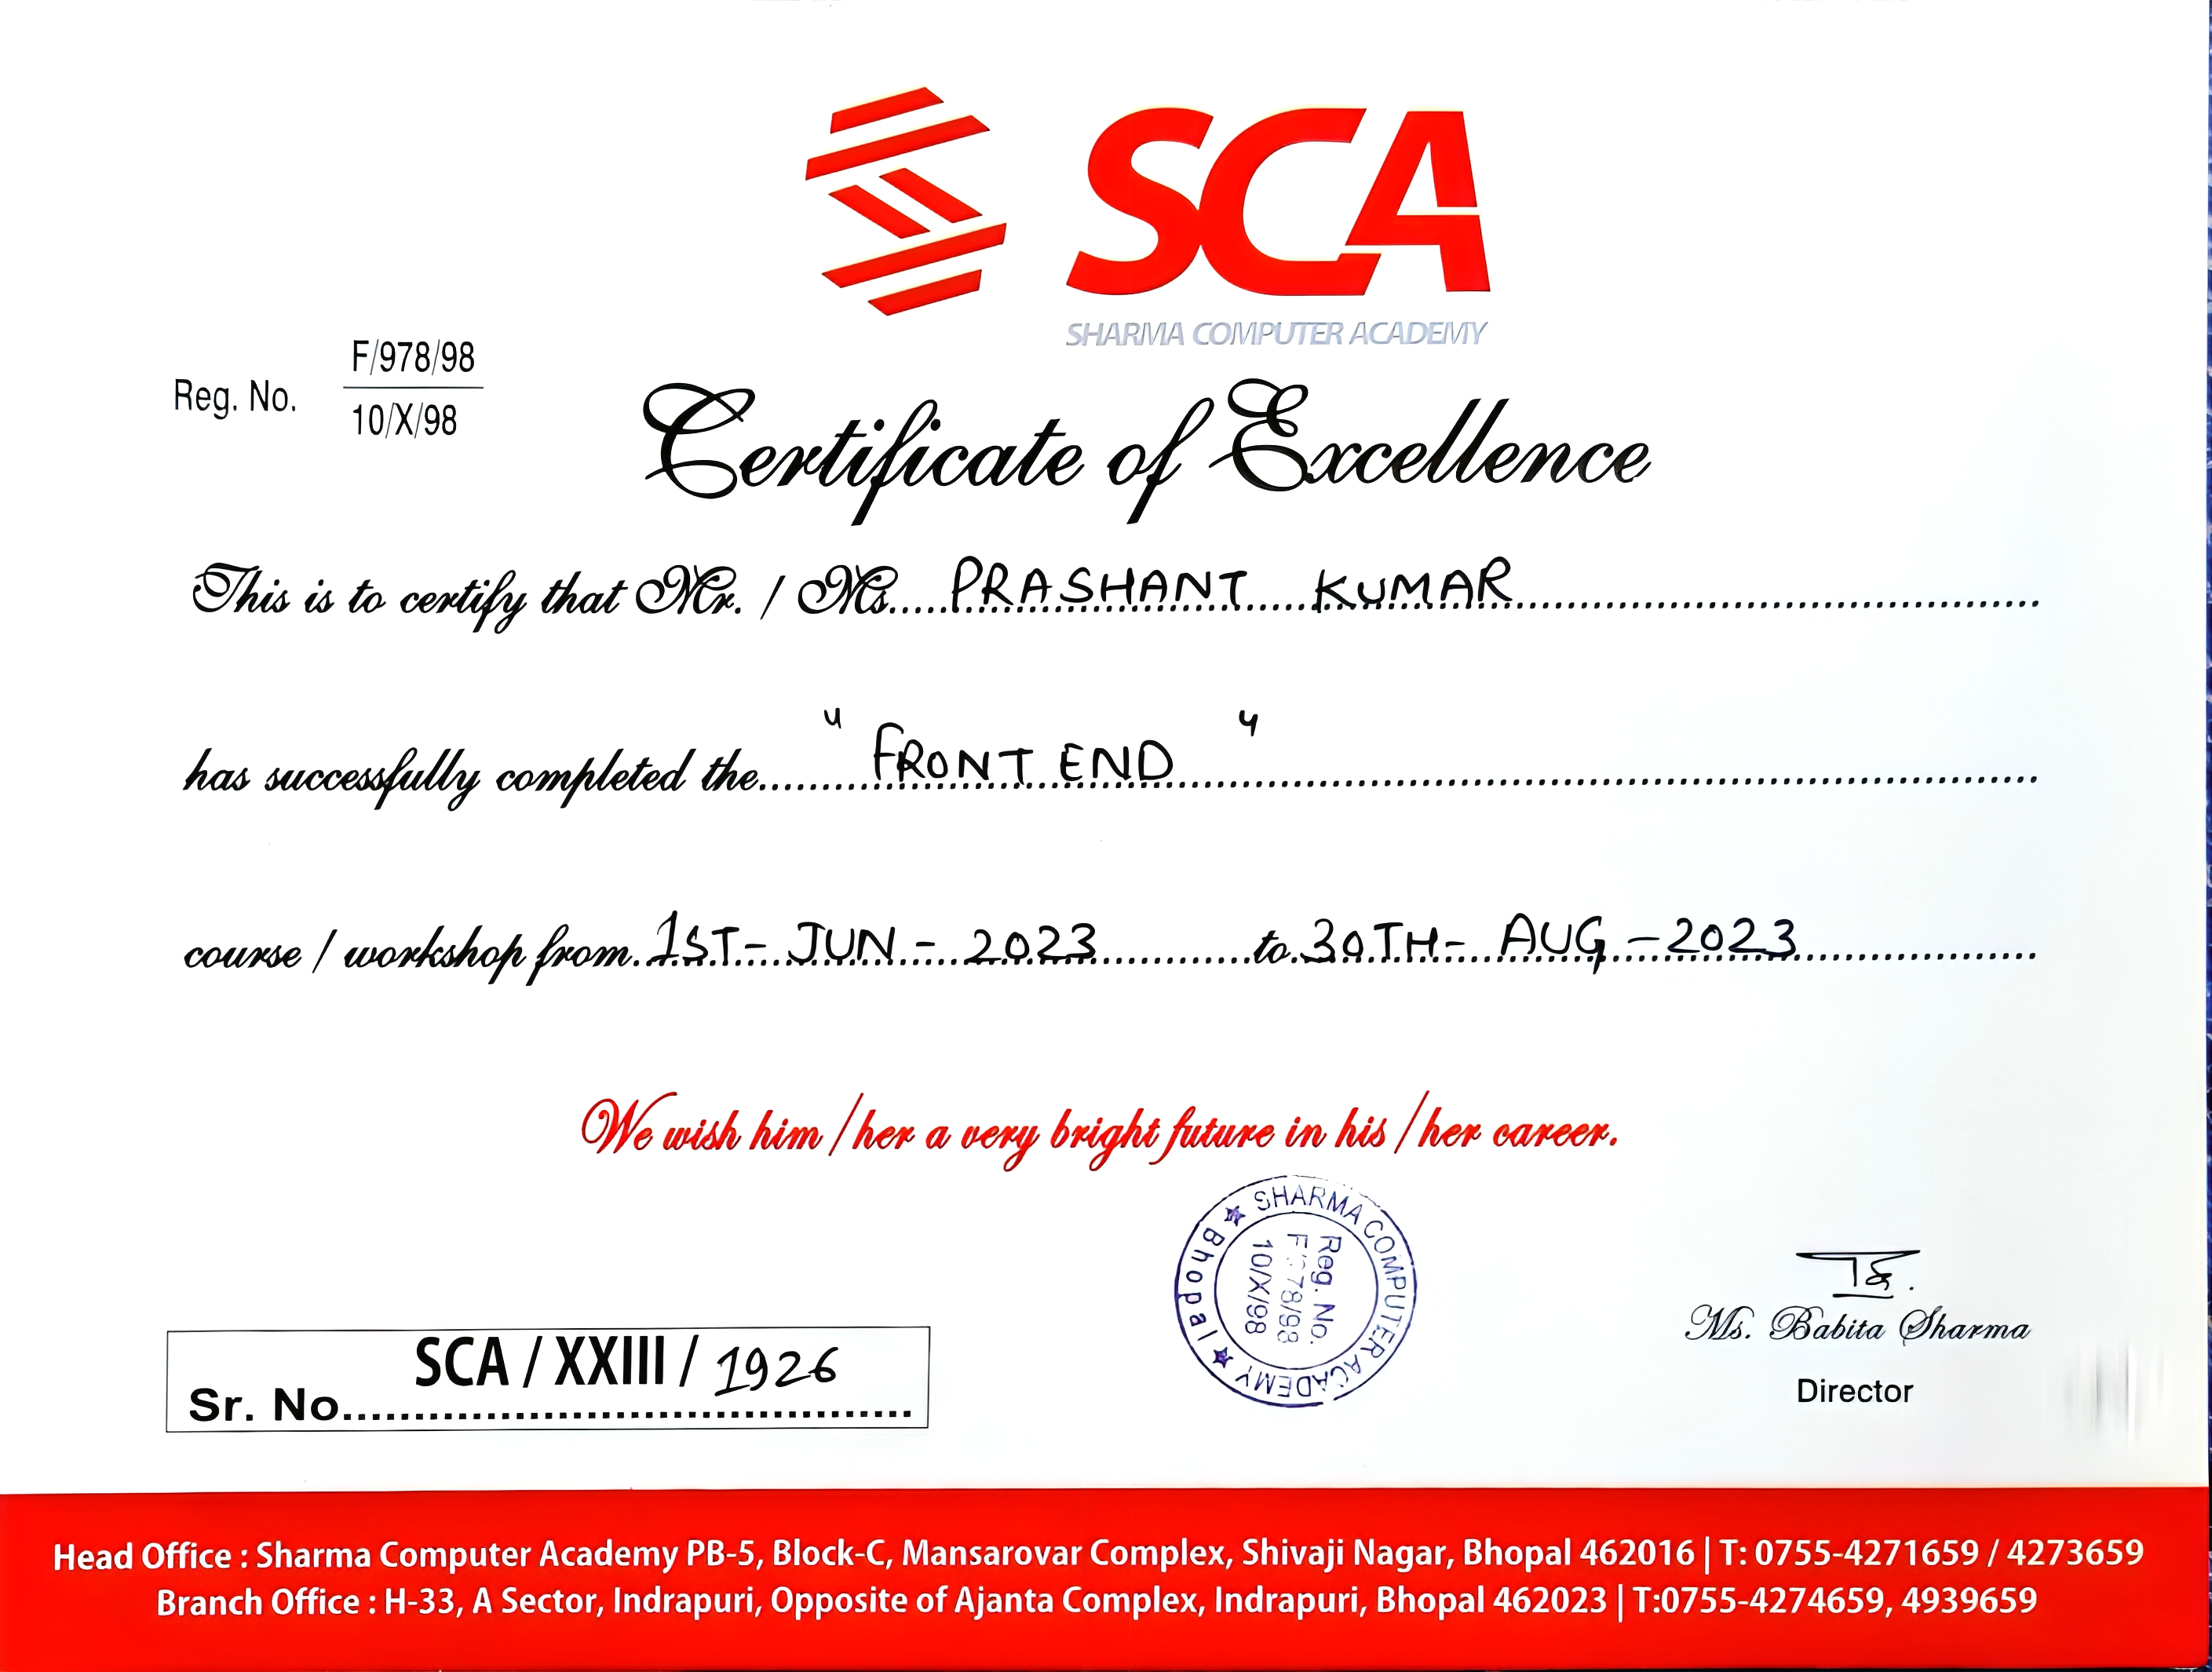 SCA
SHARMA COMPUTER ACADEMY
Reg. No. F/978/98
10/X/98
Certificate of Excellence
This is to certify that Mr. / Ms..... PRASHANT KUMAR
has successfully completed the...... " FRONT END "
course / workshop from. 1ST- JUN - 2023 to. 30TH- AUG -2023
We wish him /her a very bright future in his /her career.
SHARMA COMPUTER ACADEMY ★ Bhopal ★
Reg. No.
F/978/98
10/X/98
Ms. Babita Sharma
Director
SCA / XXIII / 1926
Sr. No.
Head Office : Sharma Computer Academy PB-5, Block-C, Mansarovar Complex, Shivaji Nagar, Bhopal 462016 | T: 0755-4271659 / 4273659
Branch Office : H-33, A Sector, Indrapuri, Opposite of Ajanta Complex, Indrapuri, Bhopal 462023 | T:0755-4274659, 4939659